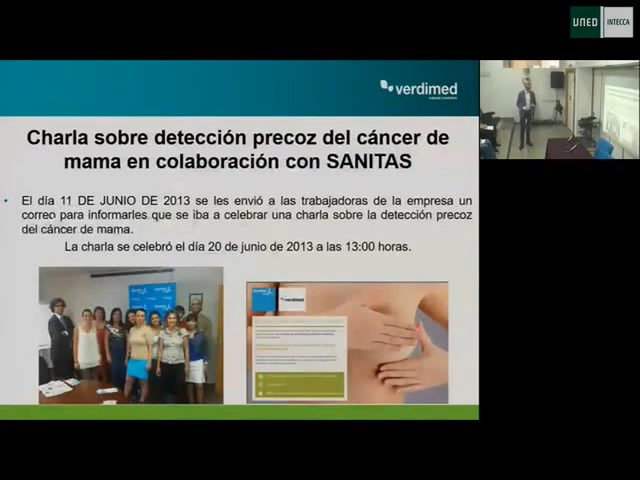 UNED
INTECCA
verdimed
Charla sobre detección precoz del cáncer de
mama en colaboración con SANITAS
• El día 11 DE JUNIO DE 2013 se les envió a las trabajadoras de la empresa un
correo para informarles que se iba a celebrar una charla sobre la detección precoz
del cáncer de mama.
La charla se celebró el día 20 de junio de 2013 a las 13:00 horas.
verdimed